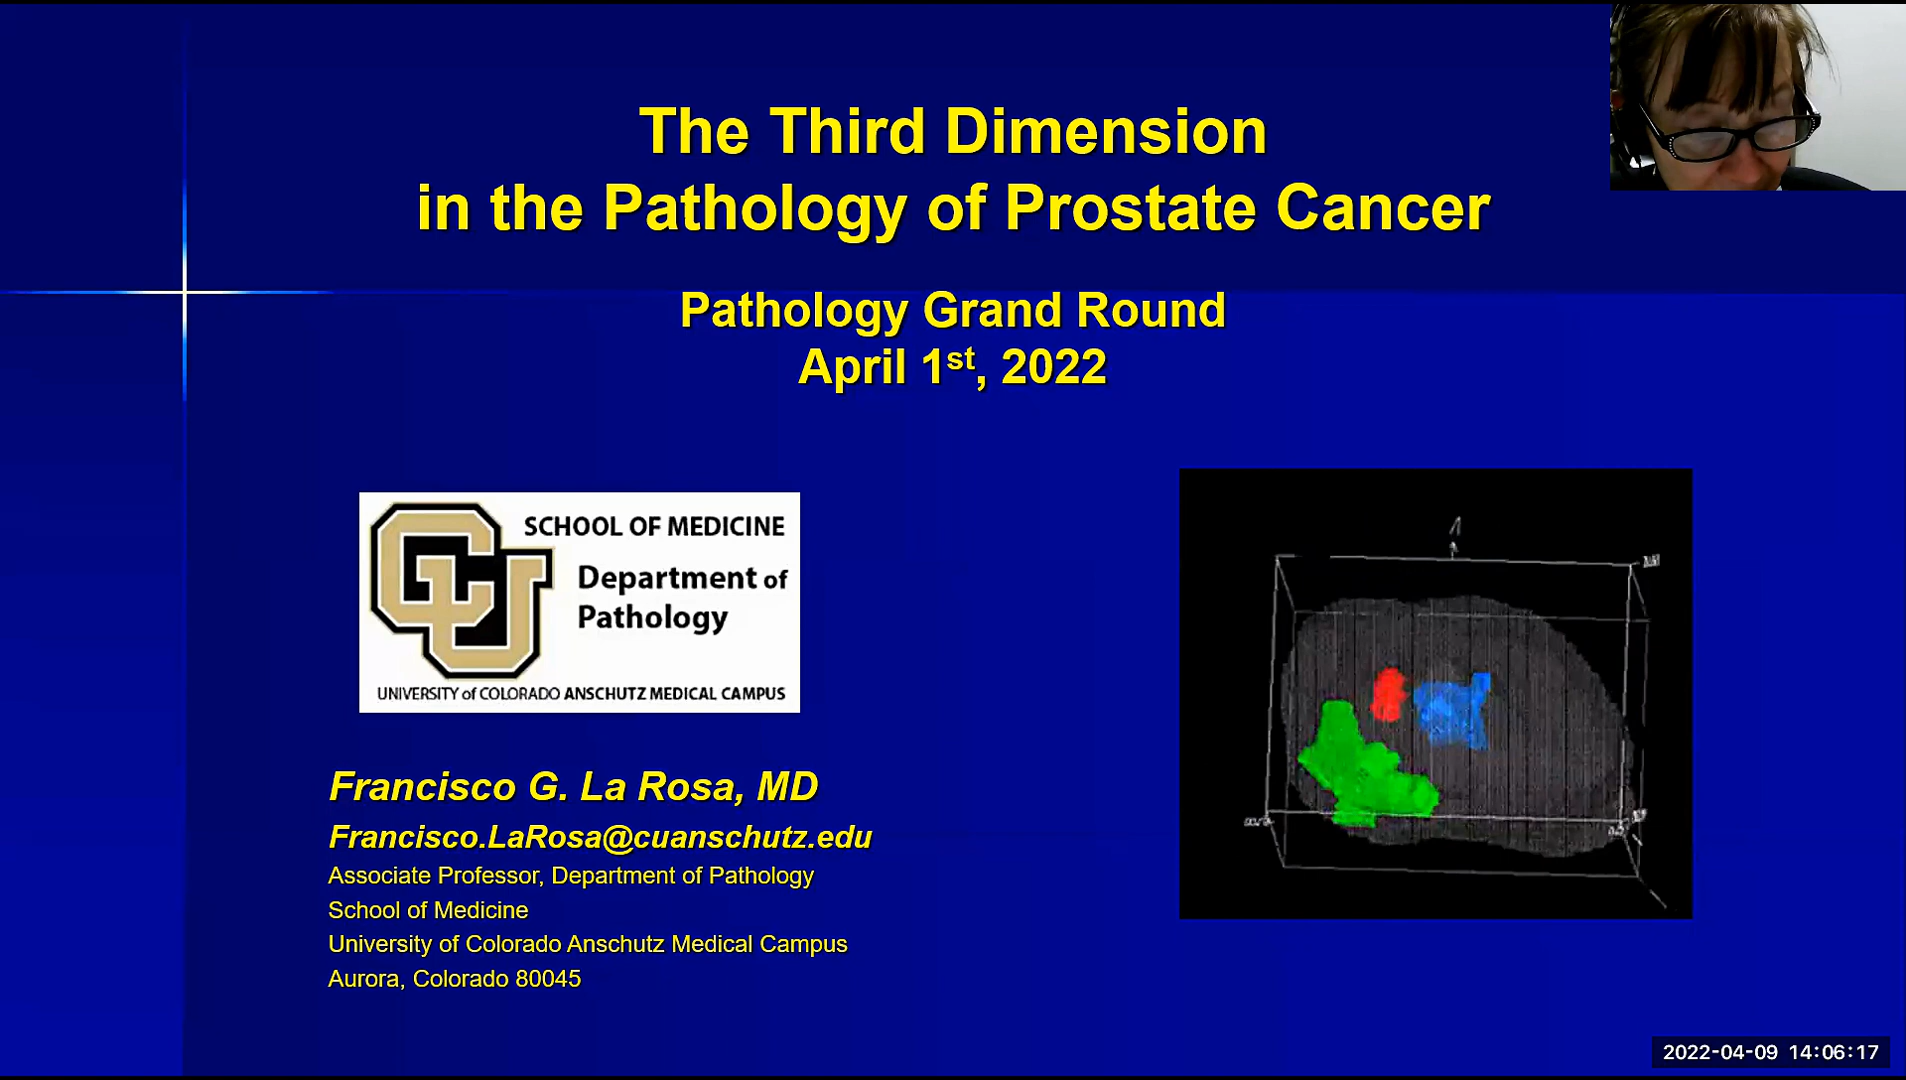 The Third Dimension
in the Pathology of Prostate Cancer
Pathology Grand Round
April 1st, 2022
CU
SCHOOL OF MEDICINE
Department of
Pathology
UNIVERSITY of COLORADO ANSCHUTZ MEDICAL CAMPUS
Francisco G. La Rosa, MD
Francisco.LaRosa@cuanschutz.edu
Associate Professor, Department of Pathology
School of Medicine
University of Colorado Anschutz Medical Campus
Aurora, Colorado 80045
2022-04-09 14:06:17